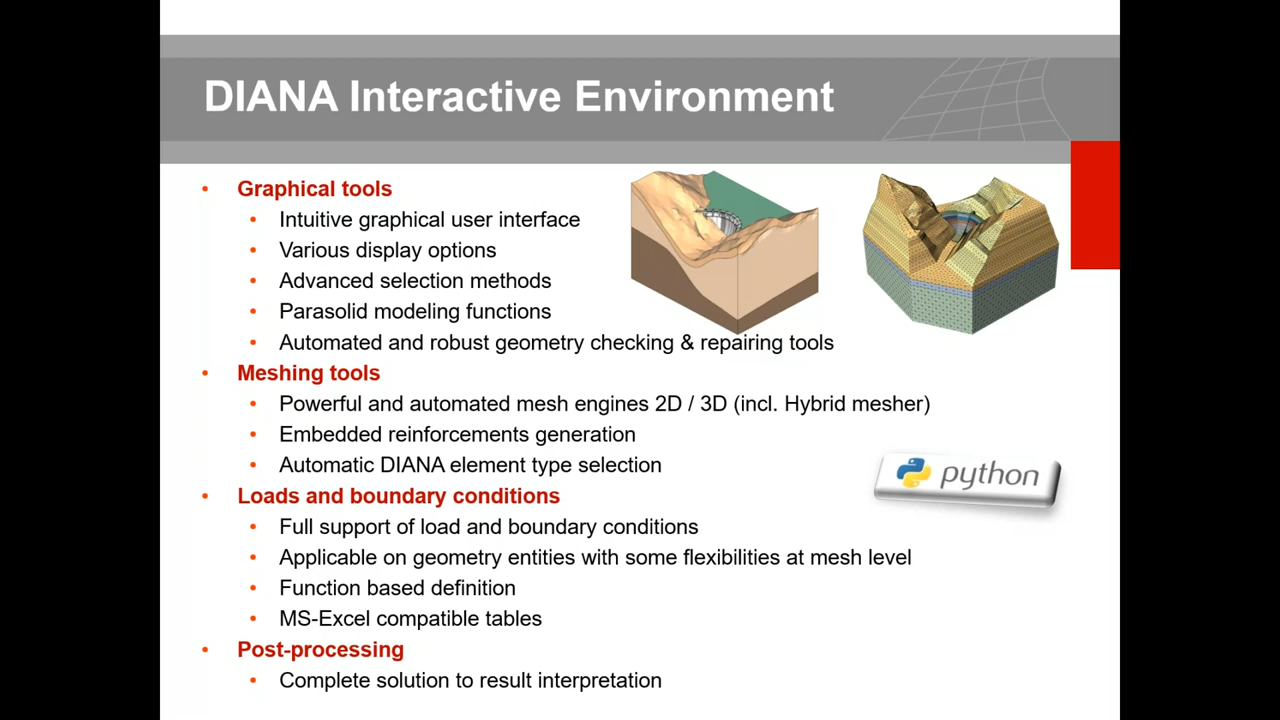 DIANA Interactive Environment
• Graphical tools
• Intuitive graphical user interface
• Various display options
• Advanced selection methods
• Parasolid modeling functions
• Automated and robust geometry checking & repairing tools
• Meshing tools
• Powerful and automated mesh engines 2D / 3D (incl. Hybrid mesher)
• Embedded reinforcements generation
• Automatic DIANA element type selection
python
• Loads and boundary conditions
• Full support of load and boundary conditions
• Applicable on geometry entities with some flexibilities at mesh level
• Function based definition
• MS-Excel compatible tables
• Post-processing
• Complete solution to result interpretation